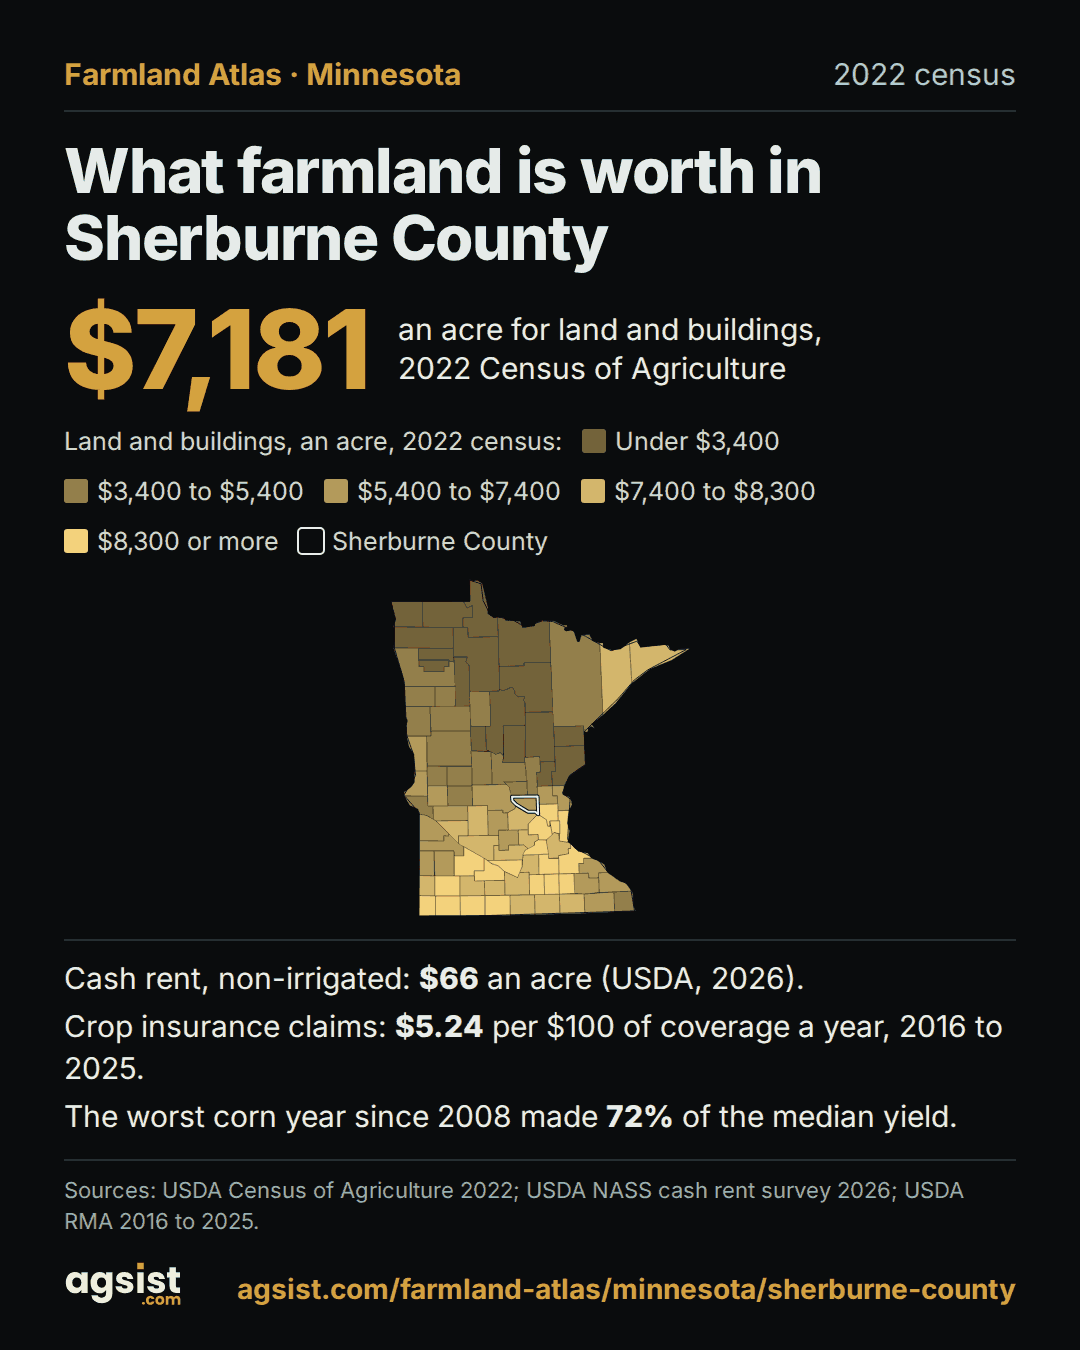 Farmland Atlas · Minnesota
2022 census
What farmland is worth in
Sherburne County
$7,181
an acre for land and buildings,
2022 Census of Agriculture
Land and buildings, an acre, 2022 census:
Under $3,400
$3,400 to $5,400
$5,400 to $7,400
$7,400 to $8,300
$8,300 or more
Sherburne County
Cash rent, non-irrigated: $66 an acre (USDA, 2026).
Crop insurance claims: $5.24 per $100 of coverage a year, 2016 to
2025.
The worst corn year since 2008 made 72% of the median yield.
Sources: USDA Census of Agriculture 2022; USDA NASS cash rent survey 2026; USDA
RMA 2016 to 2025.
agsist
.com
agsist.com/farmland-atlas/minnesota/sherburne-county